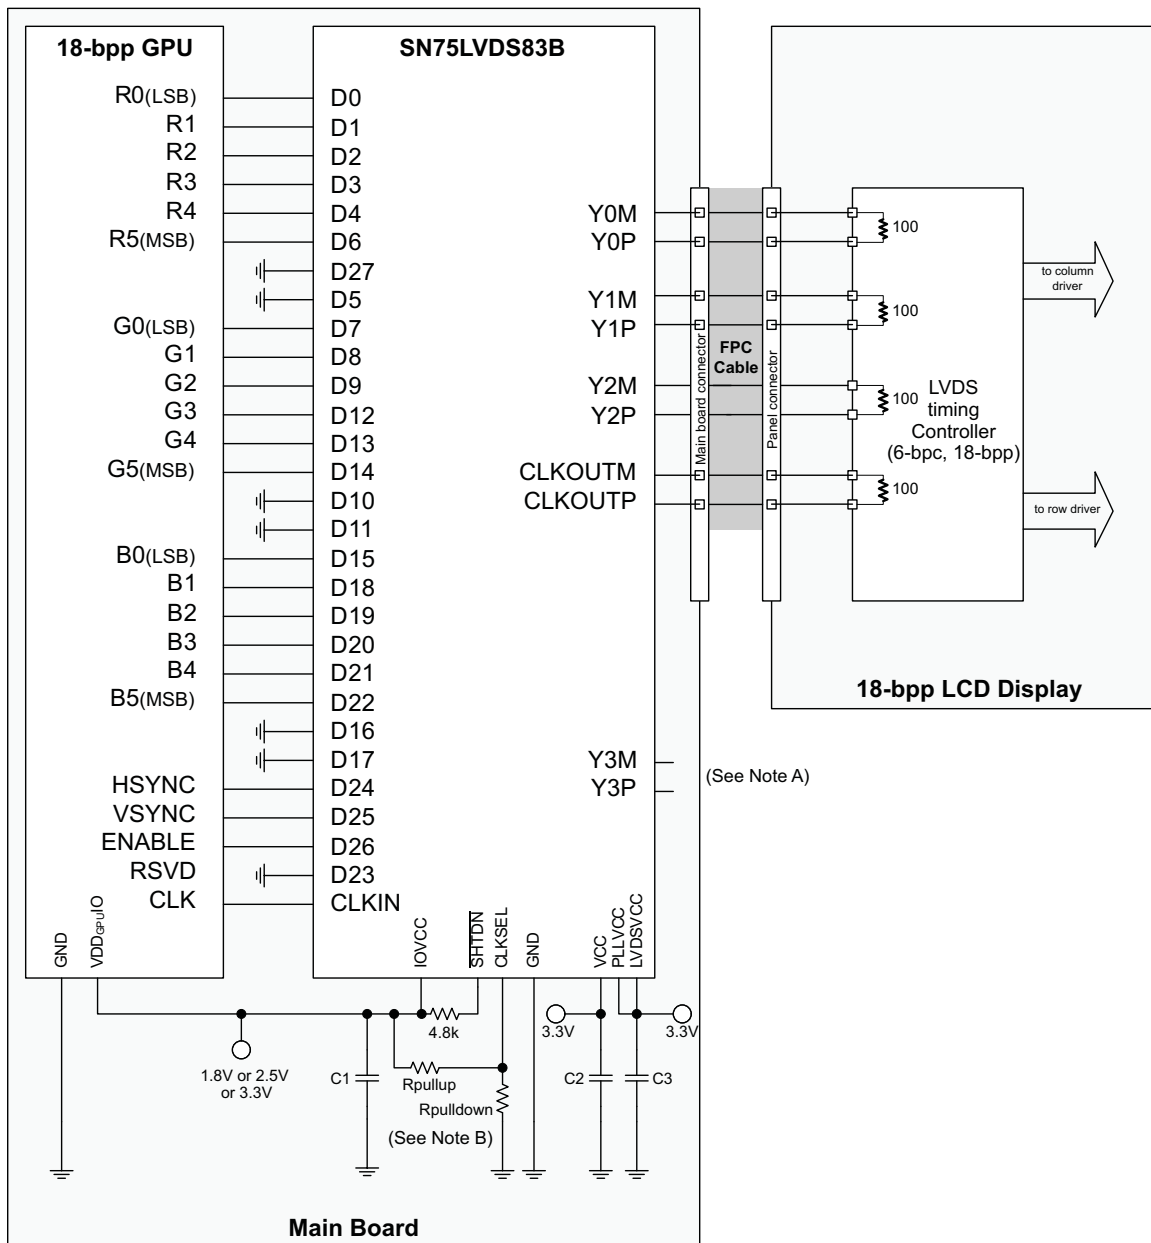 18-bpp GPU
SN75LVDS83B
R0(LSB)
R1
R2
R3
R4
R5(MSB)
G0(LSB)
G1
G2
G3
G4
G5(MSB)
B0(LSB)
B1
B2
B3
B4
B5(MSB)
HSYNC
VSYNC
ENABLE
RSVD
CLK
GND
VDDGPUIO
D0
D1
D2
D3
D4
D6
D27
D5
D7
D8
D9
D12
D13
D14
D10
D11
D15
D18
D19
D20
D21
D22
D16
D17
D24
D25
D26
D23
CLKIN
IOVCC
SHTDN
CLKSEL
GND
VCC
PLLVCC
LVDSVCC
Y0M
Y0P
Y1M
Y1P
Y2M
Y2P
CLKOUTM
CLKOUTP
Y3M
Y3P
(See Note A)
Main board connector
FPC
Cable
Panel connector
100
100
100
100
LVDS
timing
Controller
(6-bpc, 18-bpp)
to column
driver
to row driver
18-bpp LCD Display
1.8V or 2.5V
or 3.3V
C1
4.8k
Rpullup
Rpulldown
(See Note B)
3.3V
3.3V
C2
C3
Main Board